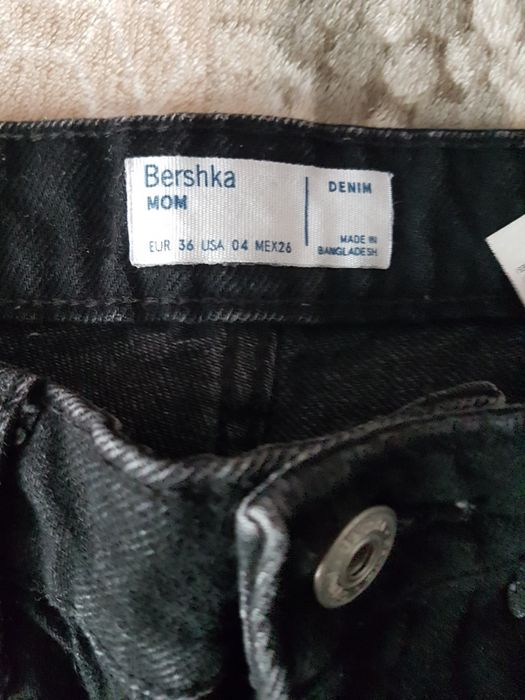 Bershka
MOM
EUR 36 USA 04 MEX26
DENIM
MADE IN
BANGLADESH